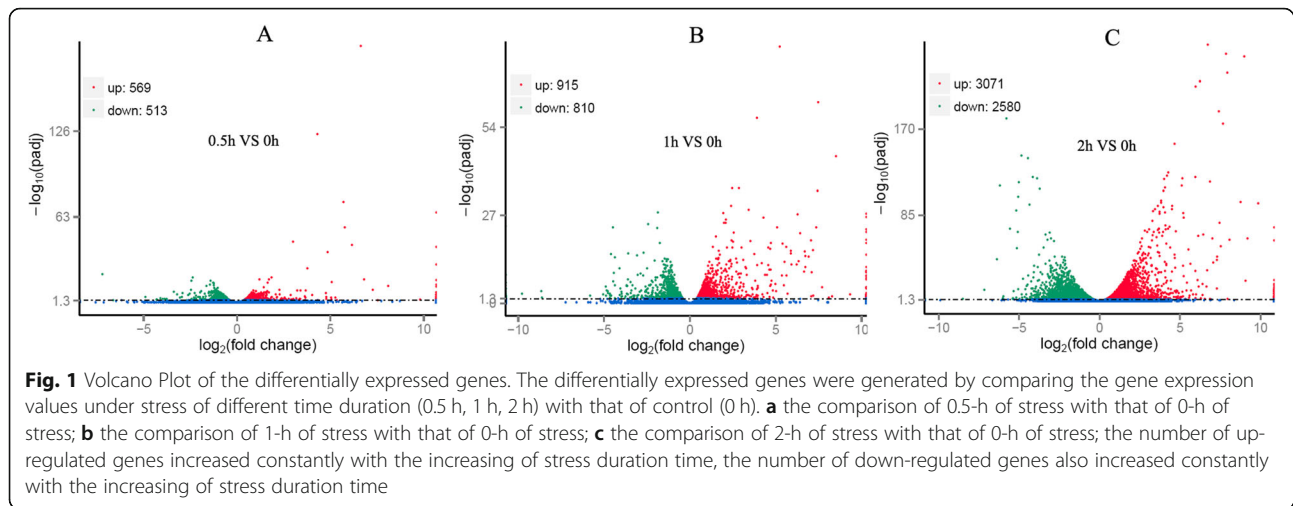 A
up: 569
down: 513
0.5h VS 0h
−log10(padj)
126
63
1.3
−5
0
5
10
log2(fold change)
B
up: 915
down: 810
1h VS 0h
−log10(padj)
54
27
−10
−5
0
5
10
log2(fold change)
C
up: 3071
down: 2580
2h VS 0h
−log10(padj)
170
85
1.3
−10
−5
0
5
10
log2(fold change)
Fig. 1 Volcano Plot of the differentially expressed genes. The differentially expressed genes were generated by comparing the gene expression
values under stress of different time duration (0.5 h, 1 h, 2 h) with that of control (0 h). a the comparison of 0.5-h of stress with that of 0-h of
stress; b the comparison of 1-h of stress with that of 0-h of stress; c the comparison of 2-h of stress with that of 0-h of stress; the number of up-
regulated genes increased constantly with the increasing of stress duration time, the number of down-regulated genes also increased constantly
with the increasing of stress duration time